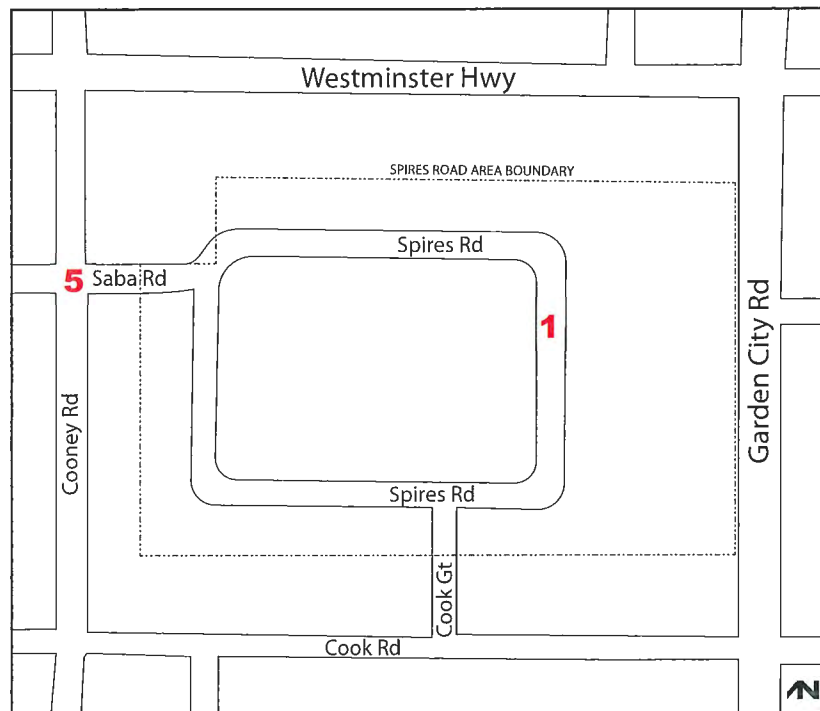 Westminster Hwy
SPIRES ROAD AREA BOUNDARY
Spires Rd
5
Saba Rd
1
Garden City Rd
Cooney Rd
Spires Rd
Cook Gt
Cook Rd
N